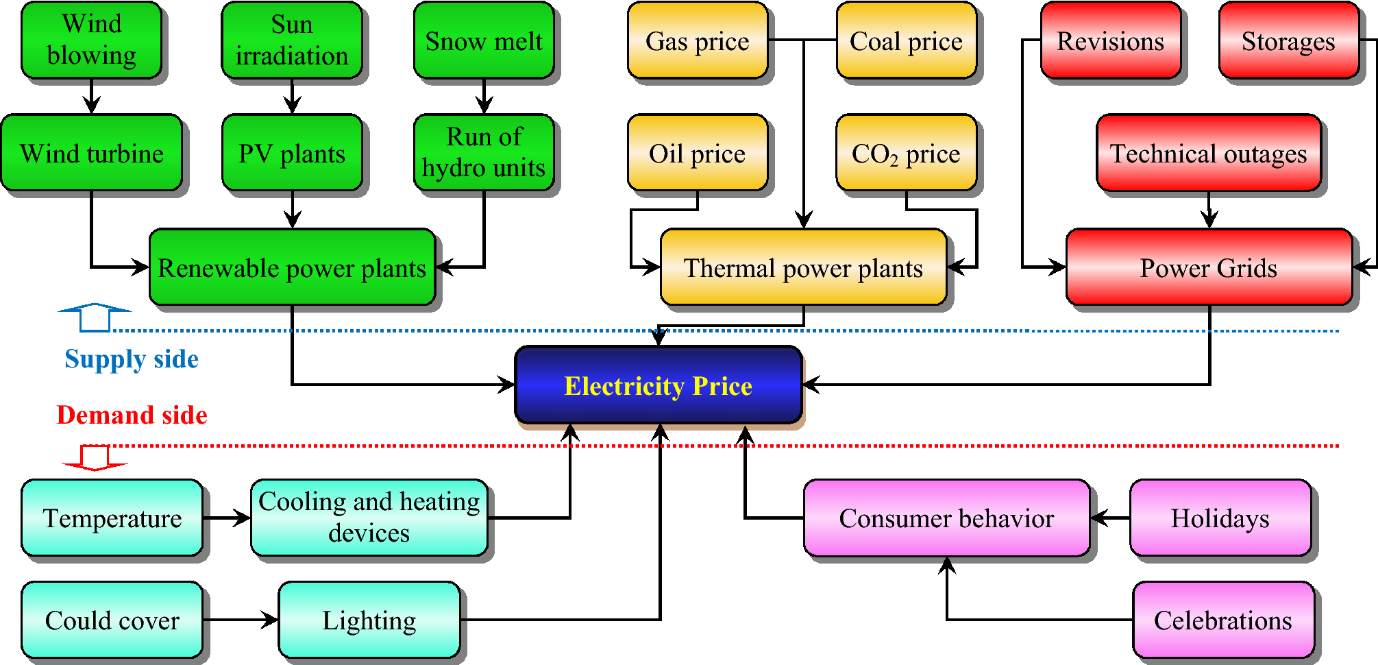 Wind
blowing
Sun
irradiation
Snow melt
Gas price
Coal price
Revisions
Storages
Wind turbine
PV plants
Run of
hydro units
Oil price
CO₂ price
Technical outages
Renewable power plants
Thermal power plants
Power Grids
Supply side
Electricity Price
Demand side
Temperature
Cooling and heating
devices
Consumer behavior
Holidays
Could cover
Lighting
Celebrations